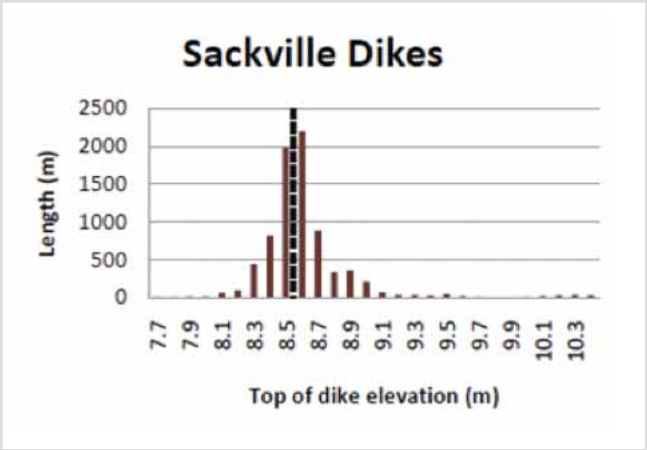 Sackville Dikes
2500
2000
1500
1000
500
0
Length (m)
7.7 7.9 8.1 8.3 8.5 8.7 8.9 9.1 9.3 9.5 9.7 9.9 10.1 10.3
Top of dike elevation (m)